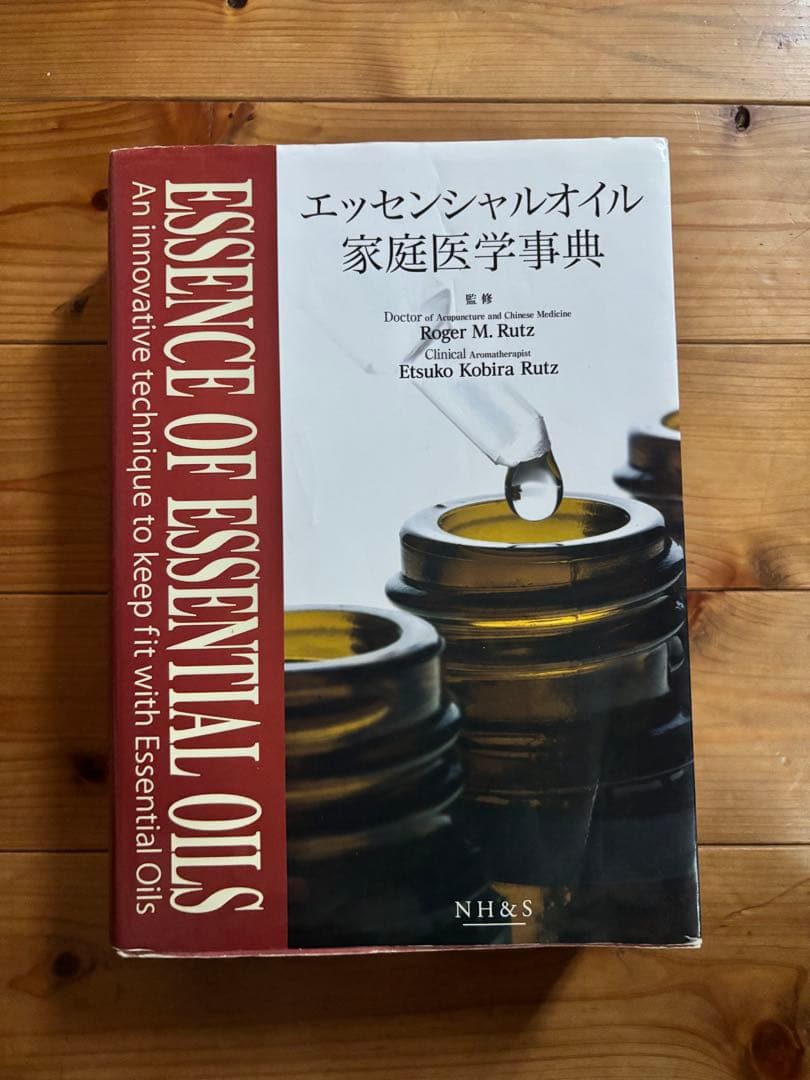 ESSENCE OF ESSENTIAL OILS
An innovative technique to keep fit with Essential Oils
エッセンシャルオイル
家庭医学事典
監修
Doctor of Acupuncture and Chinese Medicine
Roger M. Rutz
Clinical Aromatherapist
Etsuko Kobira Rutz
NH&S